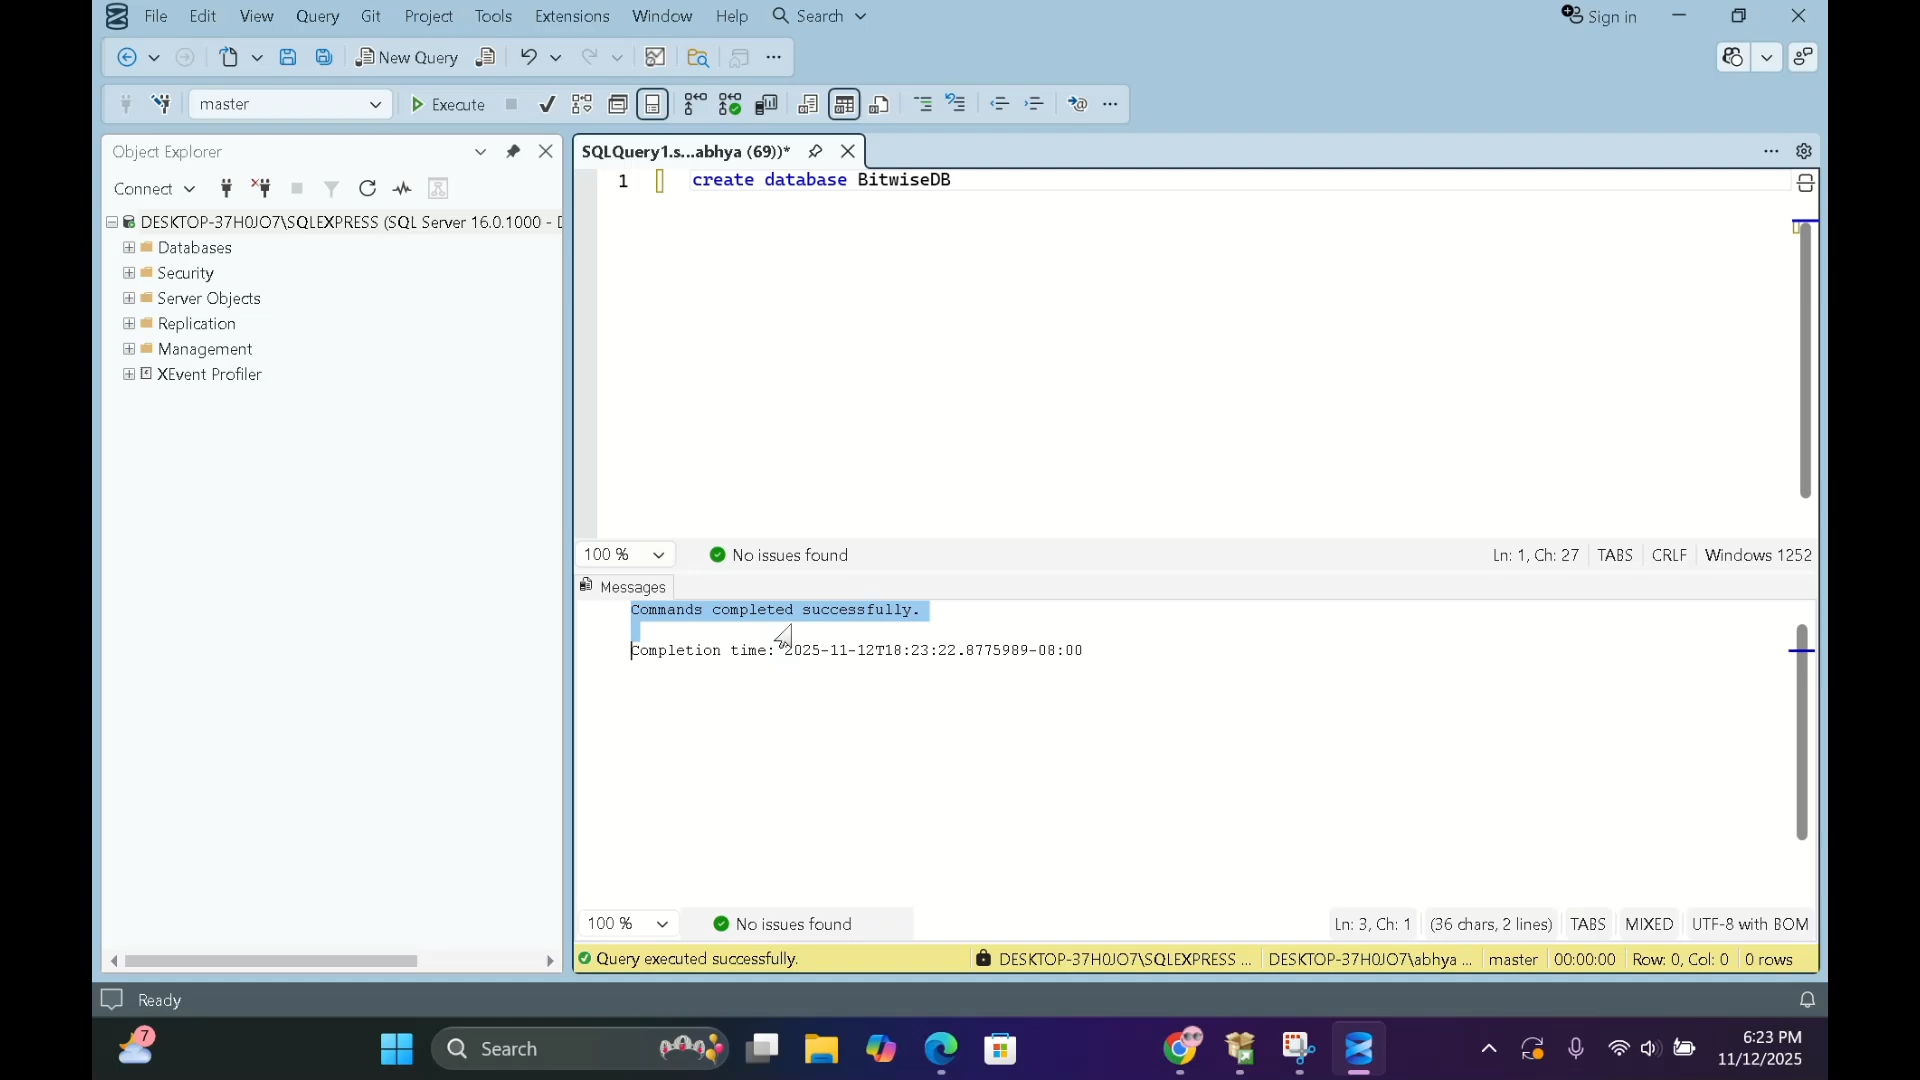 File Edit View Query Git Project Tools Extensions Window Help Search Sign in
New Query
master Execute
Object Explorer
Connect
DESKTOP-37H0JO7\SQLEXPRESS (SQL Server 16.0.1000 -
Databases
Security
Server Objects
Replication
Management
XEvent Profiler
SQLQuery1.s...abhya (69))*
1 create database BitwiseDB
100 % No issues found Ln: 1, Ch: 27 TABS CRLF Windows 1252
Messages
Commands completed successfully.
Completion time: 2025-11-12T18:23:22.8775989-08:00
100 % No issues found Ln: 3, Ch: 1 (36 chars, 2 lines) TABS MIXED UTF-8 with BOM
Query executed successfully. DESKTOP-37H0JO7\SQLEXPRESS ... DESKTOP-37H0JO7\abhya ... master 00:00:00 Row: 0, Col: 0 0 rows
Ready
7
Search
6:23 PM
11/12/2025